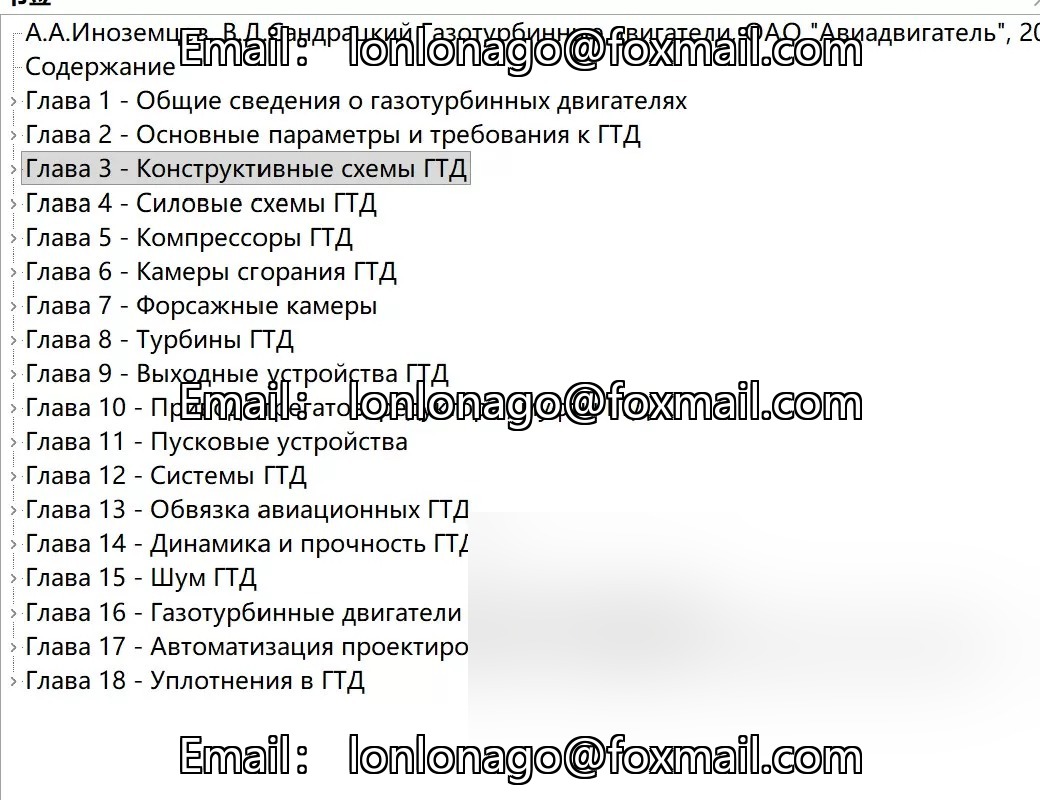 书签
А.А.Иноземцев, В.Л.Сандрацкий Газотурбинные двигатели, ОАО "Авиадвигатель", 20
Email： lonlonago@foxmail.com
Содержание
Глава 1 - Общие сведения о газотурбинных двигателях
Глава 2 - Основные параметры и требования к ГТД
Глава 3 - Конструктивные схемы ГТД
Глава 4 - Силовые схемы ГТД
Глава 5 - Компрессоры ГТД
Глава 6 - Камеры сгорания ГТД
Глава 7 - Форсажные камеры
Глава 8 - Турбины ГТД
Глава 9 - Выходные устройства ГТД
Email： lonlonago@foxmail.com
Глава 10 -
Глава 11 - Пусковые устройства
Глава 12 - Системы ГТД
Глава 13 - Обвязка авиационных ГТД
Глава 14 - Динамика и прочность ГТД
Глава 15 - Шум ГТД
Глава 16 - Газотурбинные двигатели
Глава 17 - Автоматизация проектиро
Глава 18 - Уплотнения в ГТД
Email： lonlonago@foxmail.com